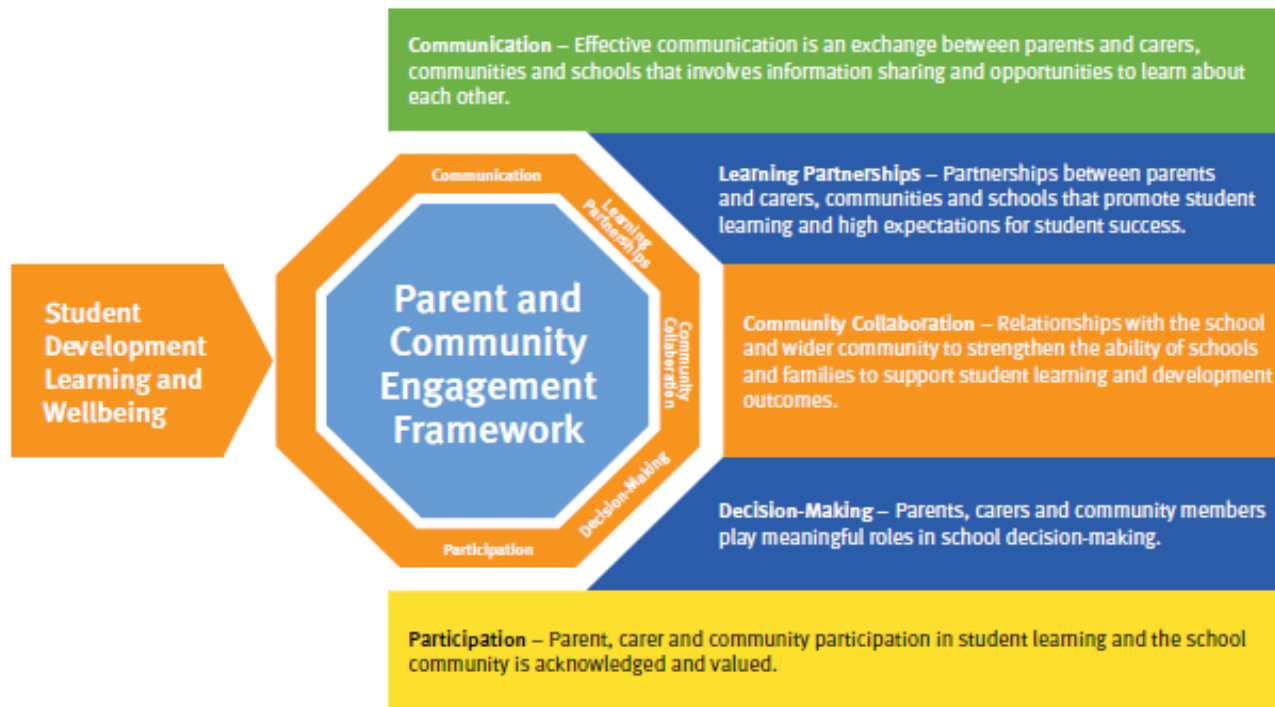 Communication – Effective communication is an exchange between parents and carers,
communities and schools that involves information sharing and opportunities to learn about
each other.
Learning Partnerships – Partnerships between parents
and carers, communities and schools that promote student
learning and high expectations for student success.
Community Collaboration – Relationships with the school
and wider community to strengthen the ability of schools
and families to support student learning and development
outcomes.
Decision-Making – Parents, carers and community members
play meaningful roles in school decision-making.
Participation – Parent, carer and community participation in student learning and the school
community is acknowledged and valued.
Student
Development
Learning and
Wellbeing
Parent and
Community
Engagement
Framework
Communication
Learning
Partnerships
Community
Collaboration
Decision-Making
Participation